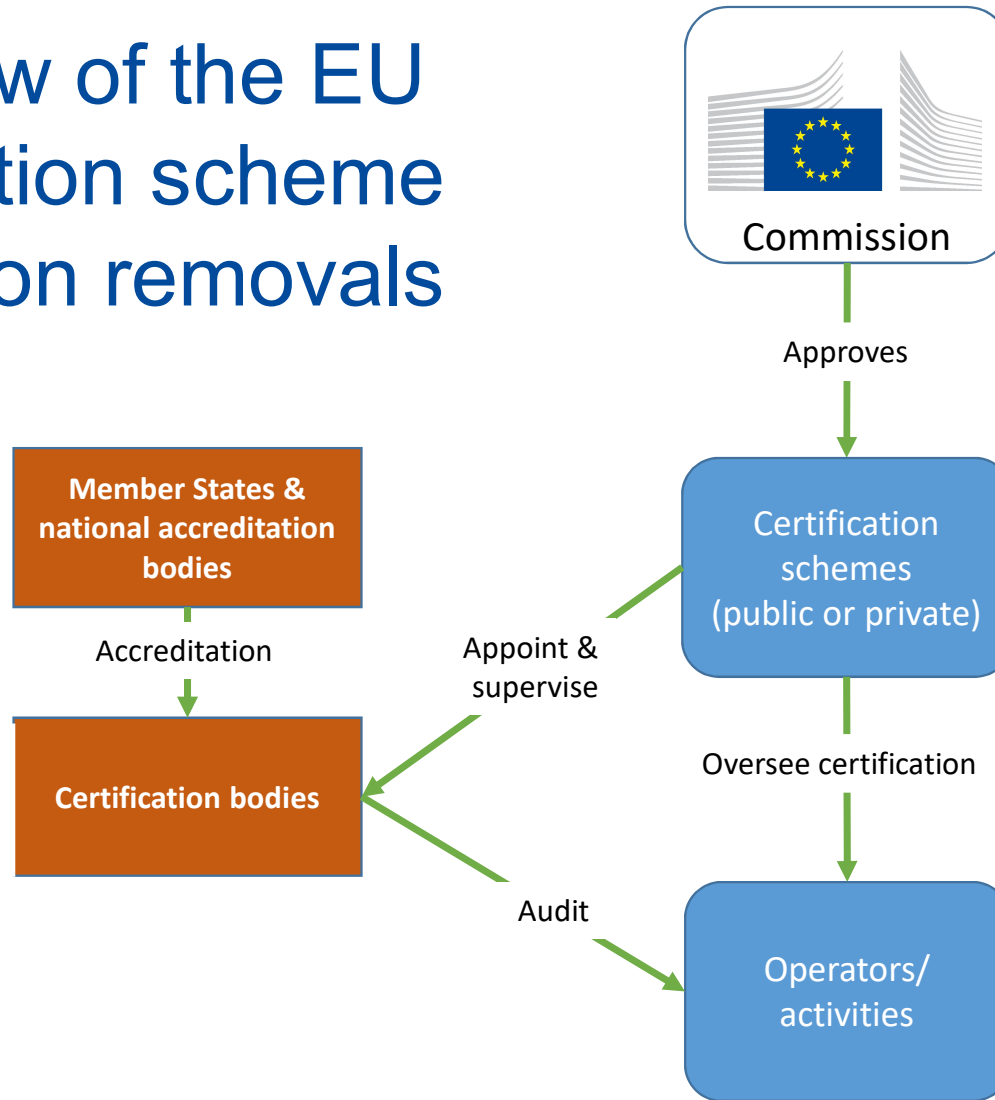 w of the EU
tion scheme
on removals
Commission
Approves
Member States &
national accreditation
bodies
Certification
schemes
(public or private)
Accreditation
Appoint &
supervise
Oversee certification
Certification bodies
Audit
Operators/
activities